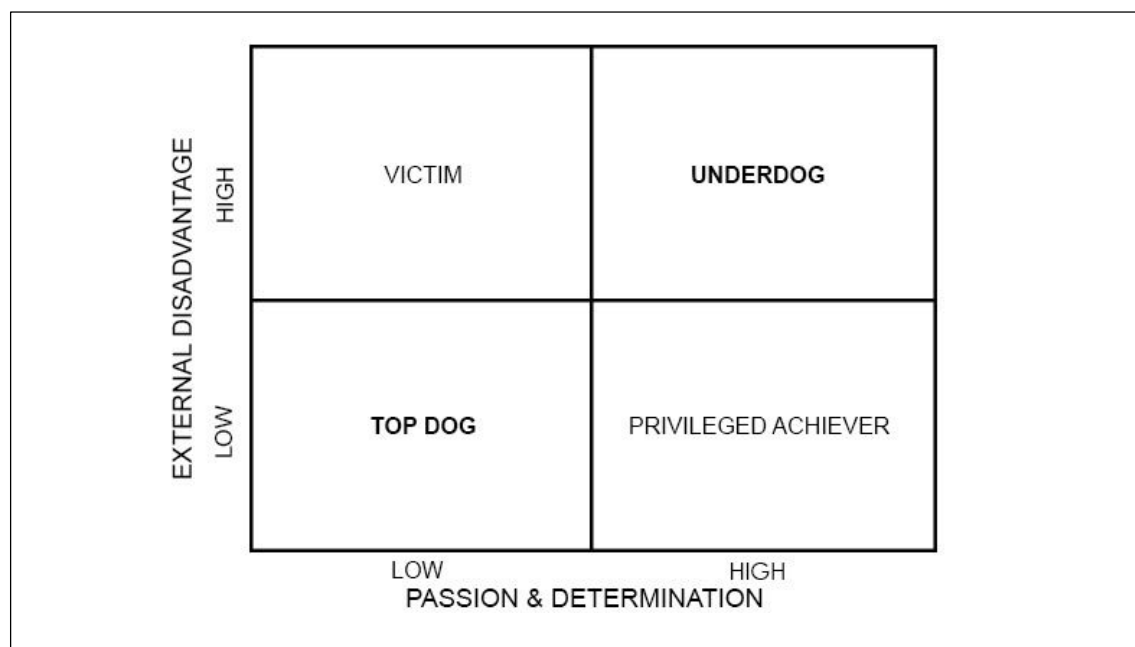 EXTERNAL DISADVANTAGE
HIGH
LOW
VICTIM
UNDERDOG
TOP DOG
PRIVILEGED ACHIEVER
LOW
HIGH
PASSION & DETERMINATION